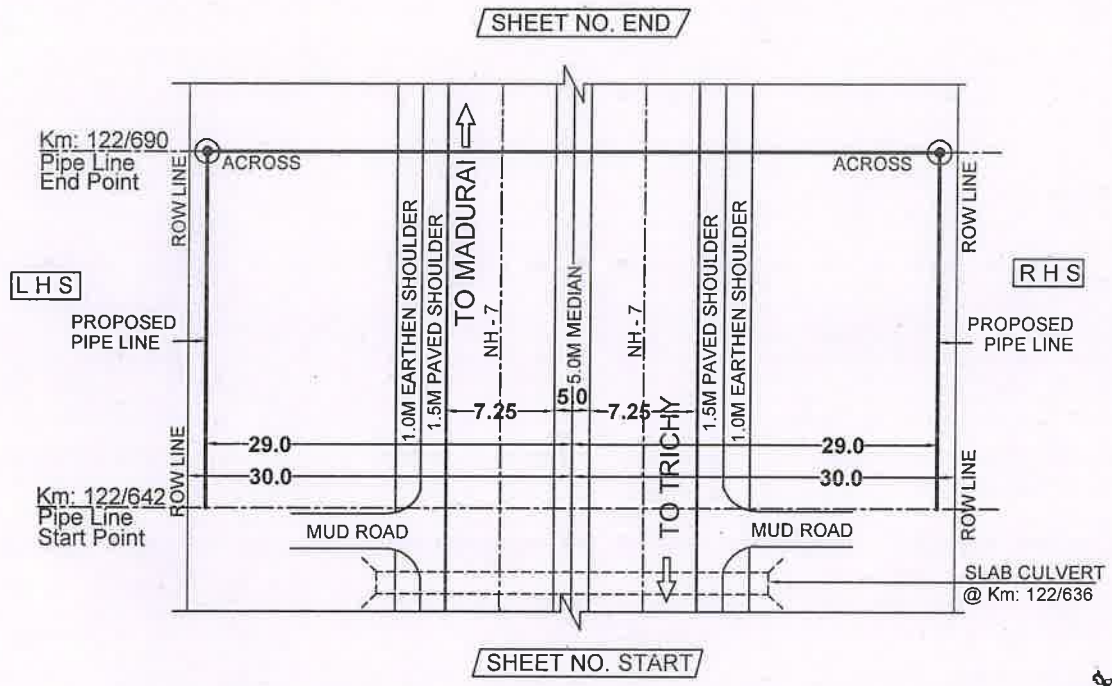 SHEET NO. END
Km: 122/690
Pipe Line
End Point
ACROSS
ACROSS
ROW LINE
ROW LINE
1.0M EARTHEN SHOULDER
1.5M PAVED SHOULDER
TO MADURAI
NH - 7
5.0M MEDIAN
NH - 7
1.5M PAVED SHOULDER
1.0M EARTHEN SHOULDER
L H S
R H S
PROPOSED
PIPE LINE
PROPOSED
PIPE LINE
7.25
5.0
7.25
29.0
29.0
30.0
30.0
ROW LINE
ROW LINE
TO TRICHY
Km: 122/642
Pipe Line
Start Point
MUD ROAD
MUD ROAD
SLAB CULVERT
@ Km: 122/636
SHEET NO. START